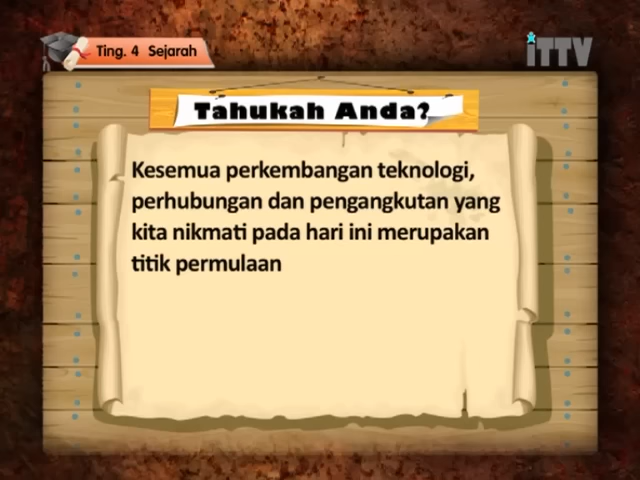 Ting. 4 Sejarah
iTTV
Tahukah Anda?
Kesemua perkembangan teknologi,
perhubungan dan pengangkutan yang
kita nikmati pada hari ini merupakan
titik permulaan